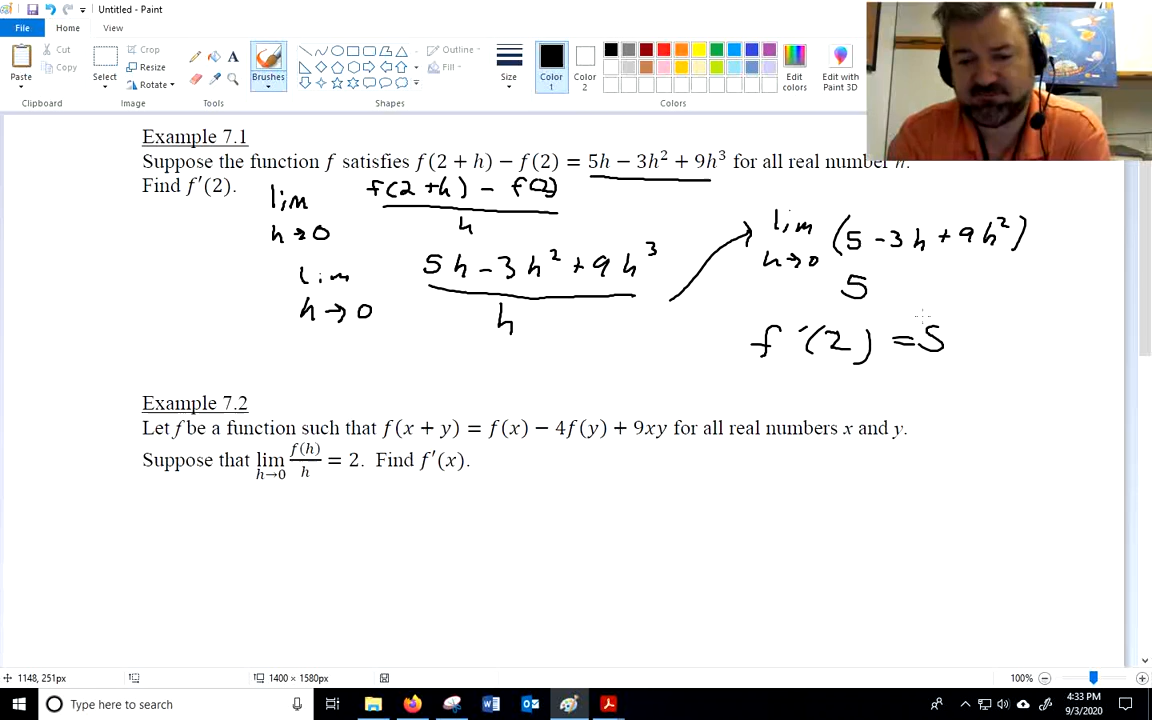 Untitled - Paint
File Home View
Paste
Cut
Copy
Clipboard
Select
Crop
Resize
Rotate
Image
Tools
Brushes
Shapes
Outline
Fill
Size
Color 1
Color 2
Colors
Edit colors
Edit with Paint 3D
Example 7.1
Suppose the function f satisfies f(2 + h) − f(2) = 5h − 3h² + 9h³ for all real number h.
Find f′(2).
lim h→0 f(2+h) - f(2) / h
lim h→0 5h - 3h² + 9h³ / h
lim h→0 (5 - 3h + 9h²)
5
f′(2) = 5
Example 7.2
Let f be a function such that f(x + y) = f(x) − 4f(y) + 9xy for all real numbers x and y.
Suppose that lim h→0 f(h)/h = 2. Find f′(x).
1148, 251px
1400 × 1580px
100%
Type here to search
4:33 PM
9/3/2020